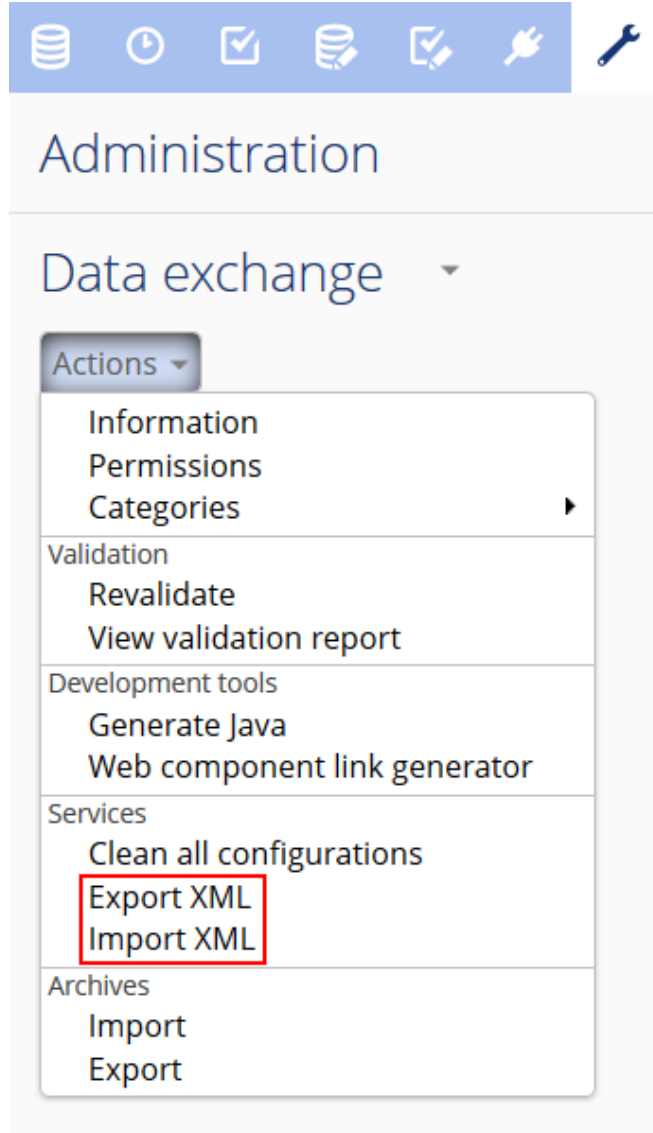 Administration
Data exchange
Actions
Information
Permissions
Categories
Validation
Revalidate
View validation report
Development tools
Generate Java
Web component link generator
Services
Clean all configurations
Export XML
Import XML
Archives
Import
Export